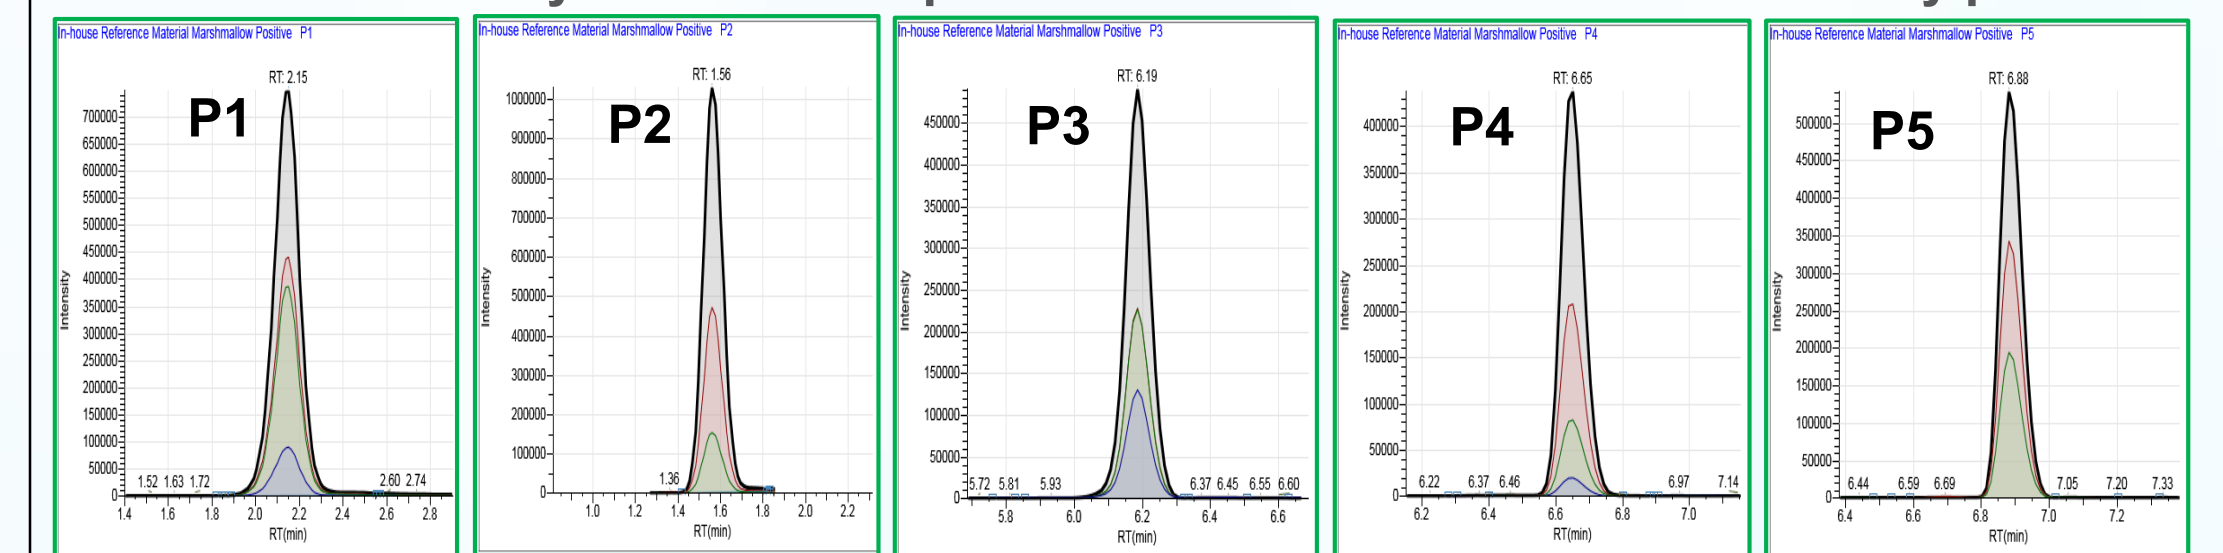 In-house Reference Material Marshmallow Positive P1
RT: 2.15
P1
700000
650000
600000
550000
500000
450000
400000
350000
300000
250000
200000
150000
100000
50000
0
Intensity
1.52 1.63 1.72 2.60 2.74
1.4 1.6 1.8 2.0 2.2 2.4 2.6 2.8
RT(min)
In-house Reference Material Marshmallow Positive P2
RT: 1.56
P2
1000000
900000
800000
700000
600000
500000
400000
300000
200000
100000
0
Intensity
1.36
1.0 1.2 1.4 1.6 1.8 2.0 2.2
RT(min)
In-house Reference Material Marshmallow Positive P3
RT: 6.19
P3
450000
400000
350000
300000
250000
200000
150000
100000
50000
0
Intensity
5.72 5.81 5.93 6.37 6.45 6.55 6.60
5.8 6.0 6.2 6.4 6.6
RT(min)
In-house Reference Material Marshmallow Positive P4
RT: 6.65
P4
400000
350000
300000
250000
200000
150000
100000
50000
0
Intensity
6.22 6.37 6.46 6.97 7.14
6.2 6.4 6.6 6.8 7.0
RT(min)
In-house Reference Material Marshmallow Positive P5
RT: 6.88
P5
500000
450000
400000
350000
300000
250000
200000
150000
100000
50000
0
Intensity
6.44 6.59 6.69 7.05 7.20 7.33
6.4 6.6 6.8 7.0 7.2
RT(min)